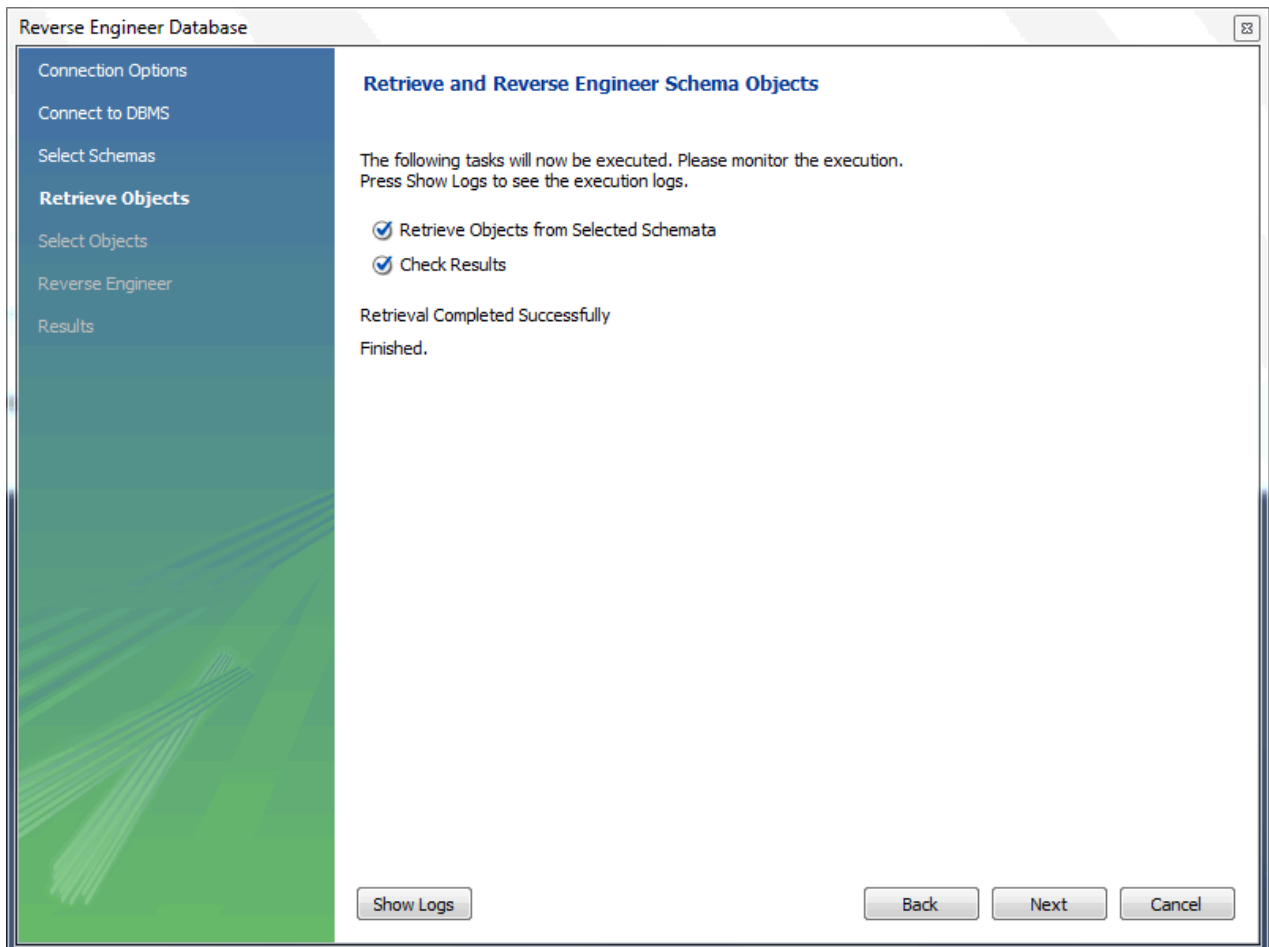 Reverse Engineer Database
Connection Options
Connect to DBMS
Select Schemas
Retrieve Objects
Select Objects
Reverse Engineer
Results
Retrieve and Reverse Engineer Schema Objects
The following tasks will now be executed. Please monitor the execution.
Press Show Logs to see the execution logs.
Retrieve Objects from Selected Schemata
Check Results
Retrieval Completed Successfully
Finished.
Show Logs
Back
Next
Cancel